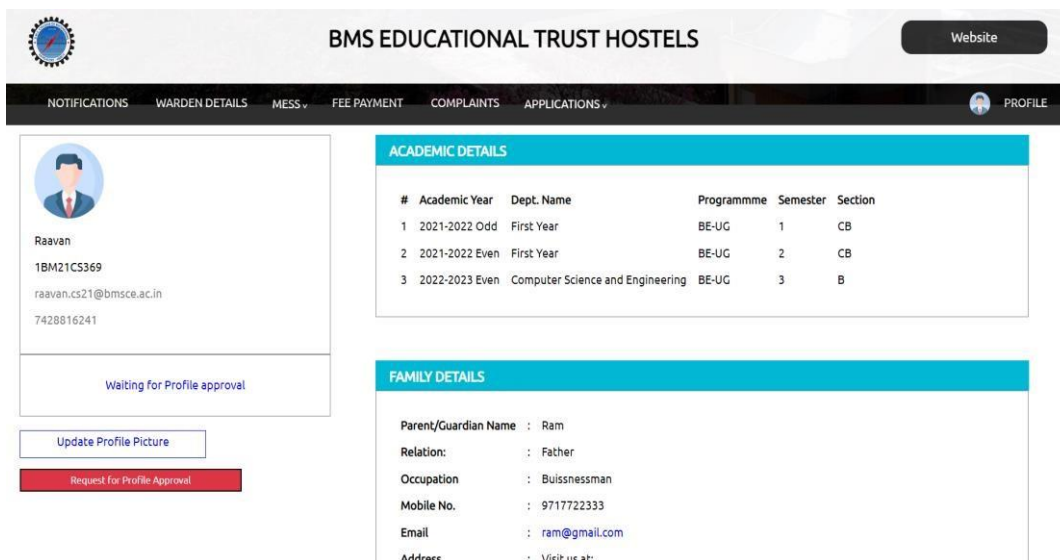 BMS EDUCATIONAL TRUST HOSTELS
Website
NOTIFICATIONS WARDEN DETAILS MESS FEE PAYMENT COMPLAINTS APPLICATIONS PROFILE
Raavan
1BM21CS369
raavan.cs21@bmsce.ac.in
7428816241
Waiting for Profile approval
Update Profile Picture
Request for Profile Approval
ACADEMIC DETAILS
# Academic Year Dept. Name Programmme Semester Section
1 2021-2022 Odd First Year BE-UG 1 CB
2 2021-2022 Even First Year BE-UG 2 CB
3 2022-2023 Even Computer Science and Engineering BE-UG 3 B
FAMILY DETAILS
Parent/Guardian Name : Ram
Relation: : Father
Occupation : Buissnessman
Mobile No. : 9717722333
Email : ram@gmail.com
Address : Visit us at: